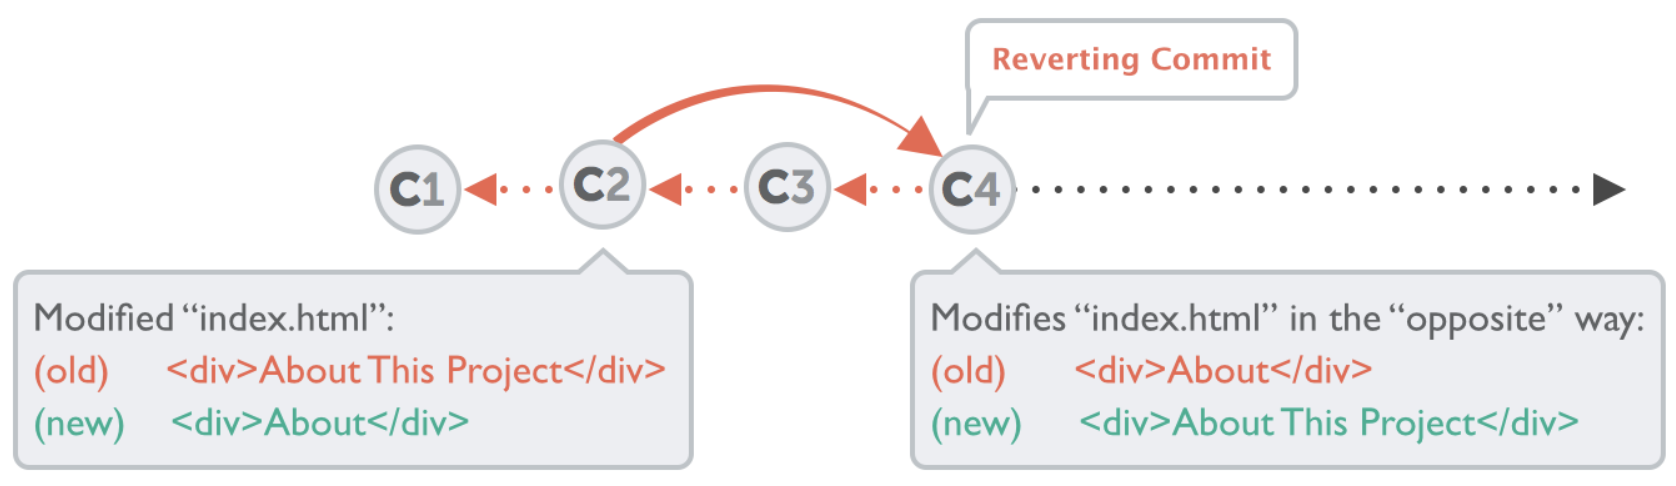 Reverting Commit
C1 C2 C3 C4
Modified “index.html”:
(old) <div>About This Project</div>
(new) <div>About</div>
Modifies “index.html” in the “opposite” way:
(old) <div>About</div>
(new) <div>About This Project</div>